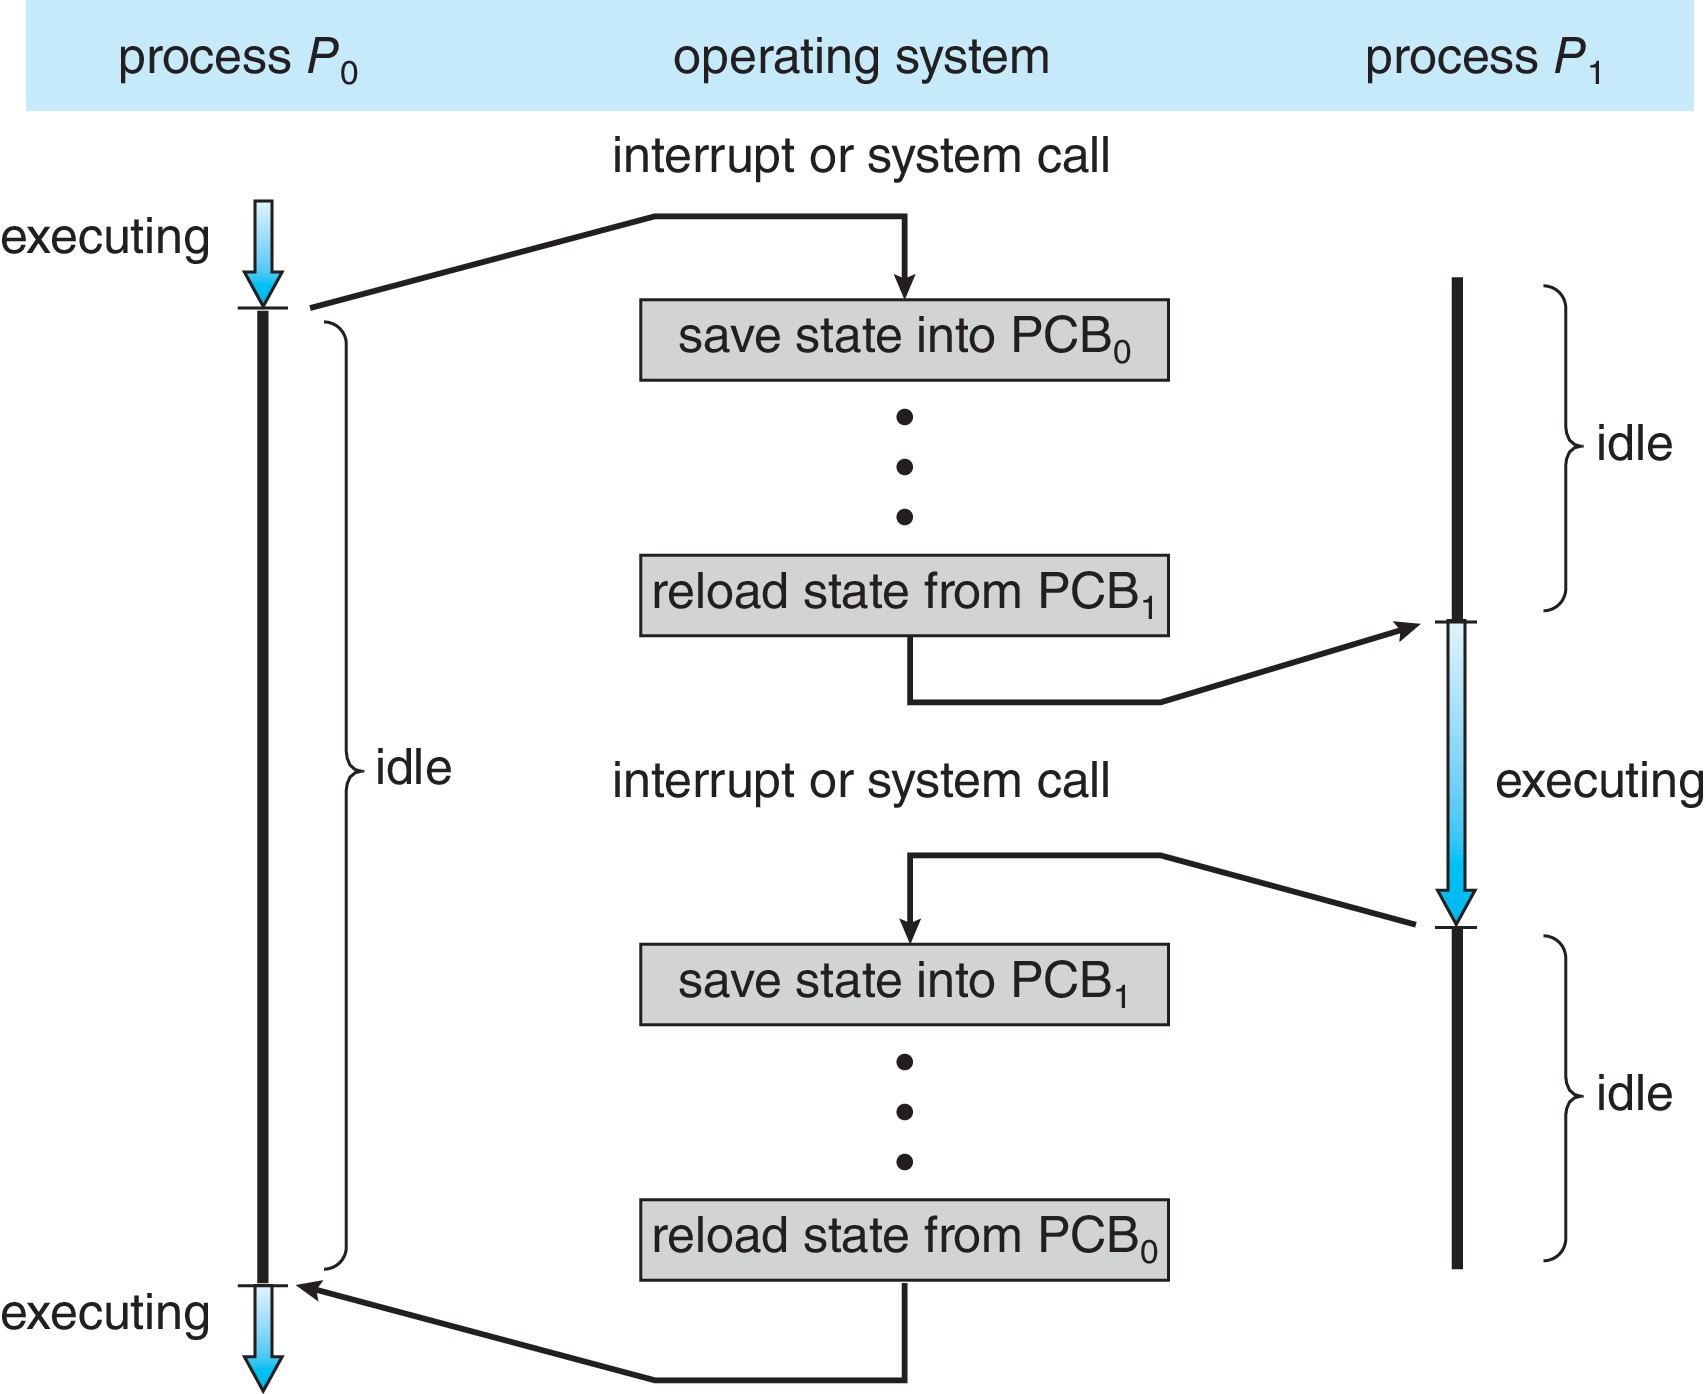 process P₀ operating system process P₁
interrupt or system call
executing
save state into PCB₀
idle
reload state from PCB₁
idle
interrupt or system call
executing
save state into PCB₁
idle
reload state from PCB₀
executing